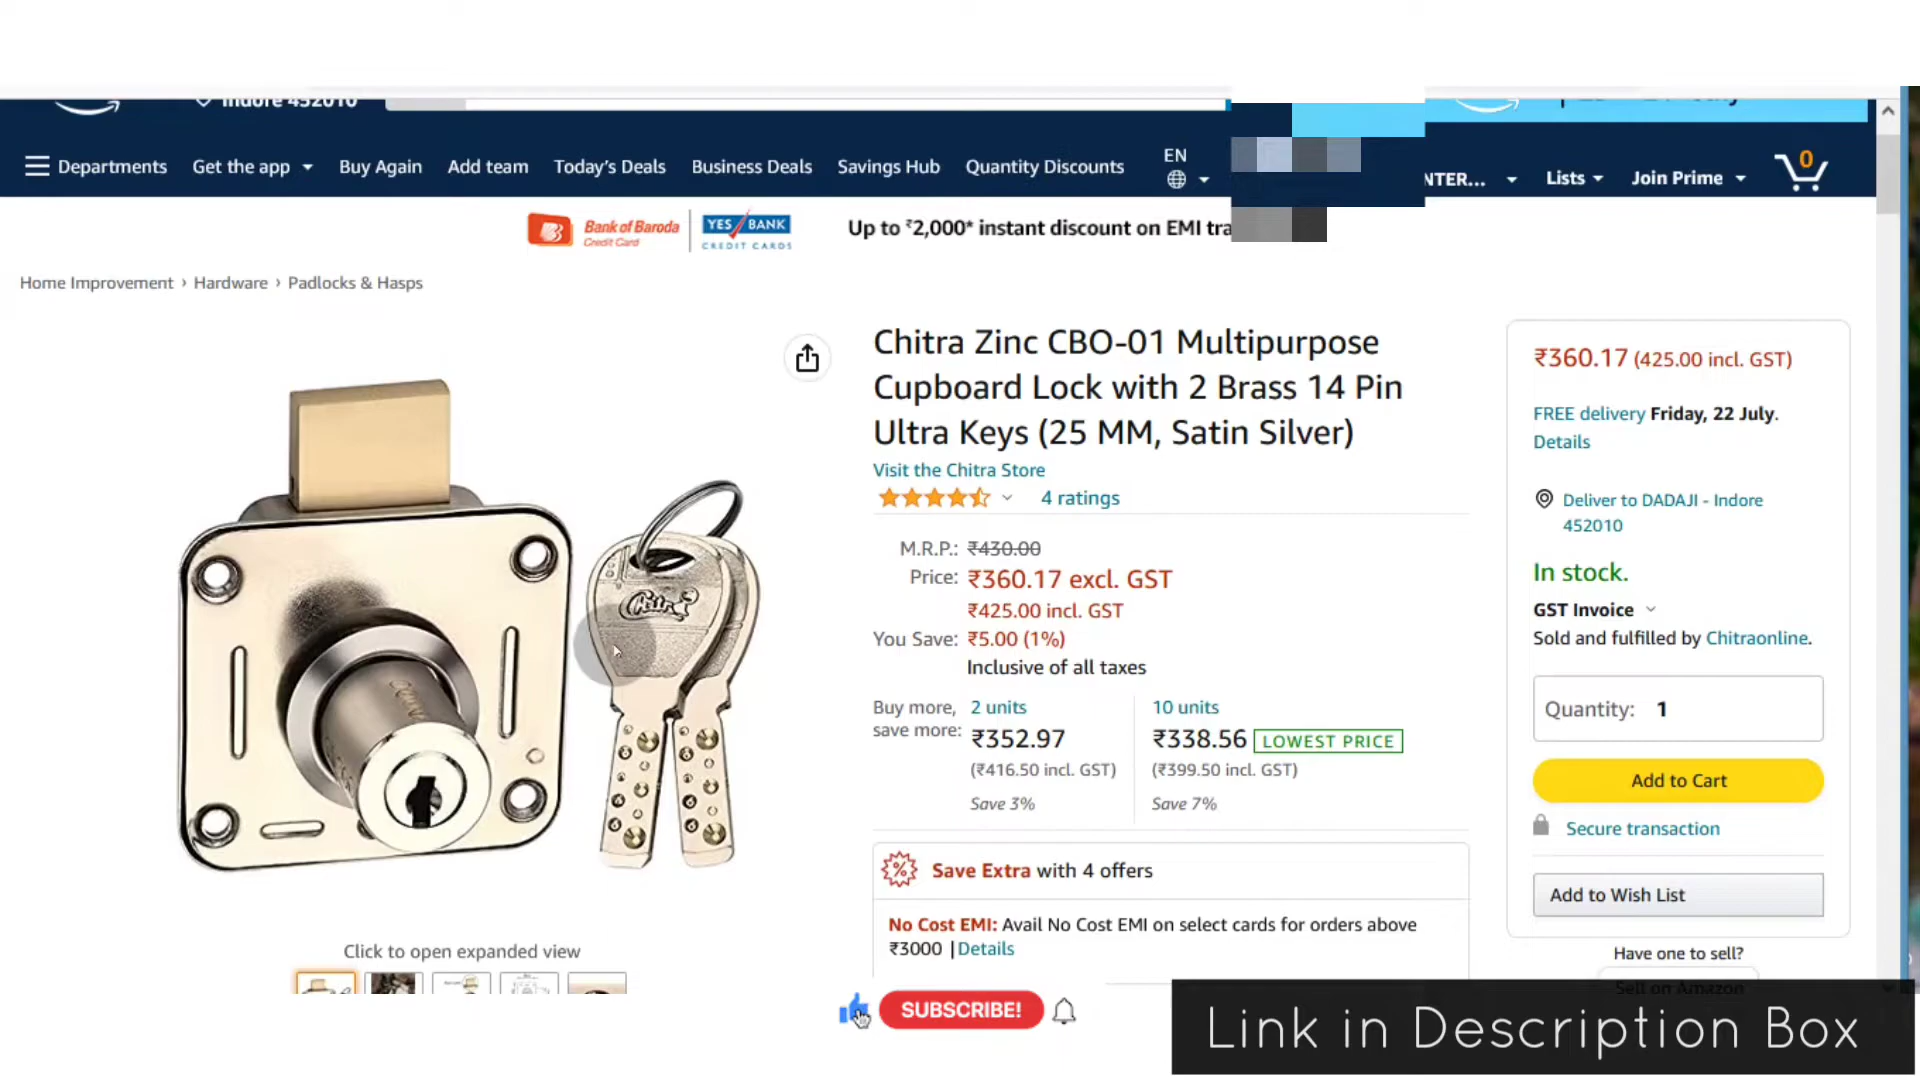 Indore 452010
Departments Get the app Buy Again Add team Today's Deals Business Deals Savings Hub Quantity Discounts EN NTER... Lists Join Prime 0
Bank of Baroda Credit Card YES BANK CREDIT CARDS Up to ₹2,000* instant discount on EMI tra
Home Improvement › Hardware › Padlocks & Hasps
Chitra Zinc CBO-01 Multipurpose
Cupboard Lock with 2 Brass 14 Pin
Ultra Keys (25 MM, Satin Silver)
Visit the Chitra Store
4 ratings
M.R.P.: ₹430.00
Price: ₹360.17 excl. GST
₹425.00 incl. GST
You Save: ₹5.00 (1%)
Inclusive of all taxes
Buy more, save more:
2 units
₹352.97
(₹416.50 incl. GST)
Save 3%
10 units
₹338.56 LOWEST PRICE
(₹399.50 incl. GST)
Save 7%
Save Extra with 4 offers
No Cost EMI: Avail No Cost EMI on select cards for orders above
₹3000 | Details
Chitra
Click to open expanded view
₹360.17 (425.00 incl. GST)
FREE delivery Friday, 22 July.
Details
Deliver to DADAJI - Indore
452010
In stock.
GST Invoice
Sold and fulfilled by Chitraonline.
Quantity: 1
Add to Cart
Secure transaction
Add to Wish List
Have one to sell?
Sell on Amazon
SUBSCRIBE!
Link in Description Box